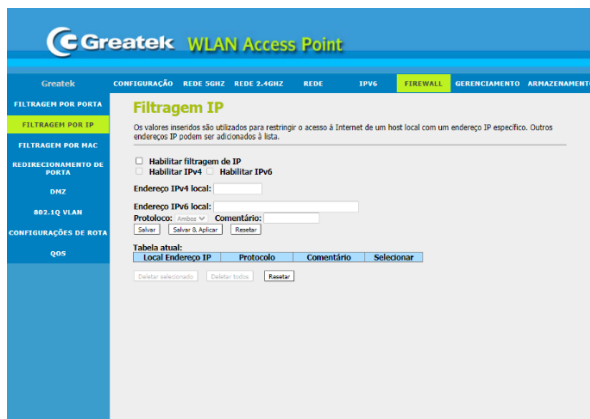 Greatek WLAN Access Point
Greatek CONFIGURAÇÃO REDE 5GHZ REDE 2.4GHZ REDE IPV6 FIREWALL GERENCIAMENTO ARMAZENAMENT
FILTRAGEM POR PORTA
FILTRAGEM POR IP
FILTRAGEM POR MAC
REDIRECIONAMENTO DE
PORTA
DMZ
802.1Q VLAN
CONFIGURAÇÕES DE ROTA
QOS
Filtragem IP
Os valores inseridos são utilizados para restringir o acesso à Internet de um host local com um endereço IP específico. Outros
endereços IP podem ser adicionados à lista.
Habilitar filtragem de IP
Habilitar IPv4 Habilitar IPv6
Endereço IPv4 local:
Endereço IPv6 local:
Protoloco: Ambos Comentário:
Salvar Salvar & Aplicar Resetar
Tabela atual:
Local Endereço IP Protocolo Comentário Selecionar
Deletar selecionado Deletar todos Resetar